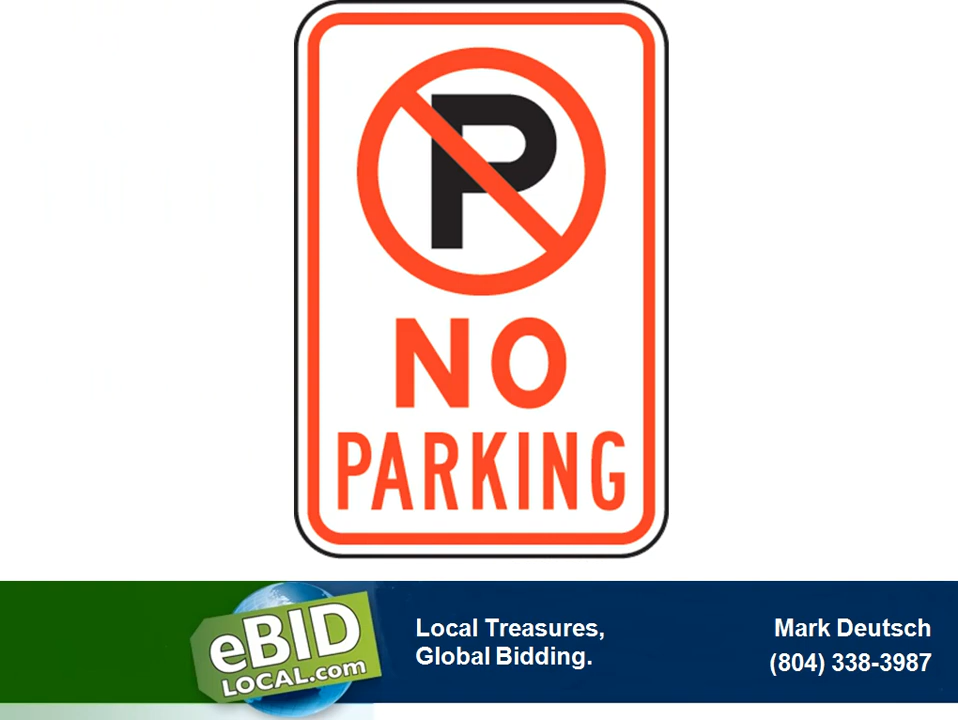 P
NO
PARKING
eBID
LOCAL.com
Local Treasures,
Global Bidding.
Mark Deutsch
(804) 338-3987